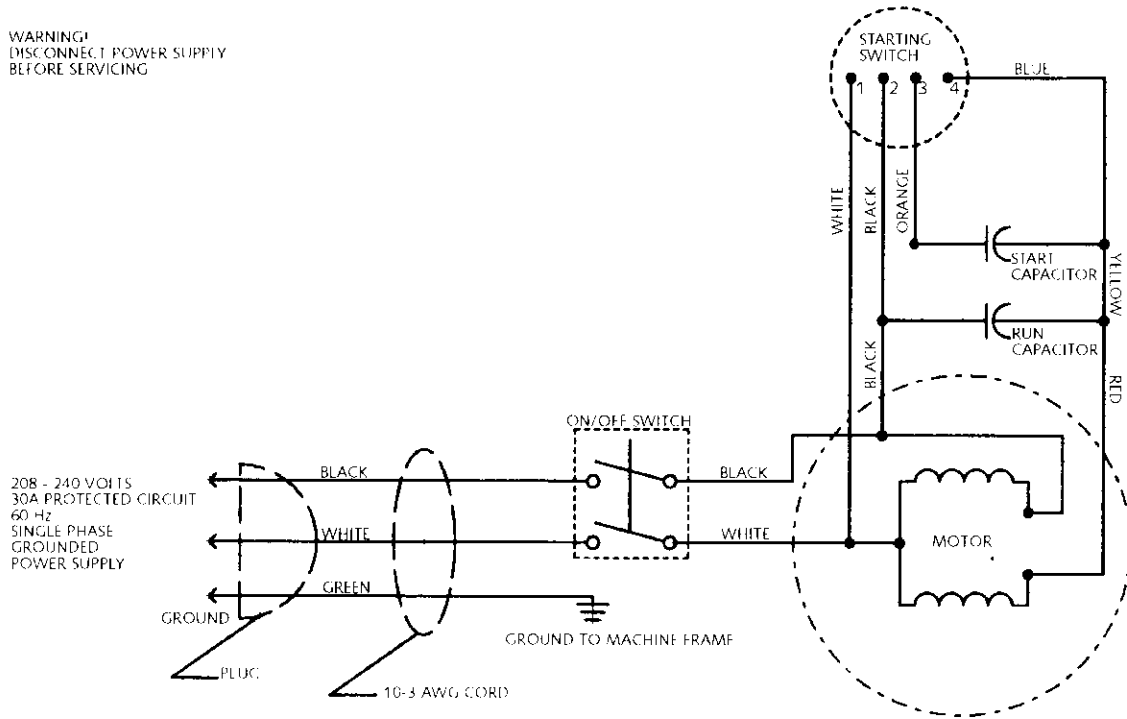 WARNING!
DISCONNECT POWER SUPPLY
BEFORE SERVICING
STARTING
SWITCH
1 2 3 4
BLUE
WHITE
BLACK
ORANGE
START
CAPACITOR
YELLOW
RUN
CAPACITOR
BLACK
RED
ON/OFF SWITCH
BLACK
BLACK
208 - 240 VOLTS
30A PROTECTED CIRCUIT
60 Hz
SINGLE PHASE
GROUNDED
POWER SUPPLY
WHITE
WHITE
MOTOR
GREEN
GROUND
GROUND TO MACHINE FRAME
PLUG
10-3 AWG CORD